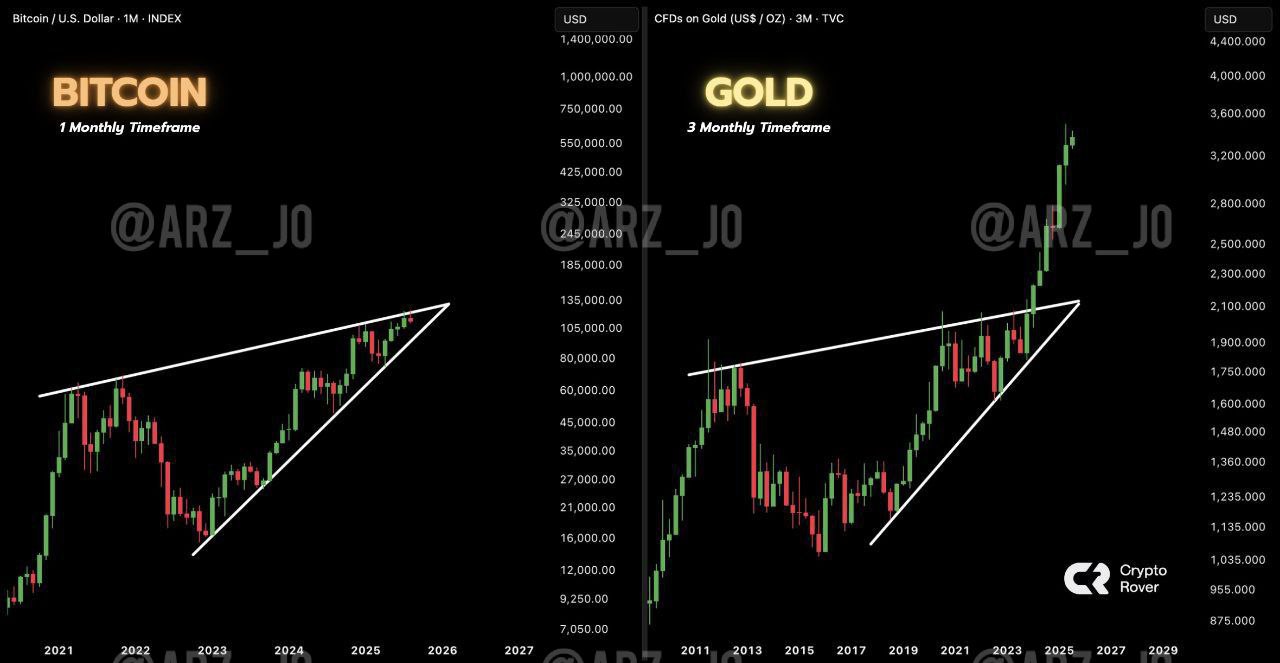 Bitcoin / U.S. Dollar · 1M · INDEX
USD
1,400,000.00
BITCOIN
1 Monthly Timeframe
1,000,000.00
750,000.00
550,000.00
425,000.00
325,000.00
245,000.00
185,000.00
135,000.00
105,000.00
80,000.00
60,000.00
45,000.00
35,000.00
27,000.00
21,000.00
16,000.00
12,000.00
9,250.00
7,050.00
2021 2022 2023 2024 2025 2026 2027
CFDs on Gold (US$ / OZ) · 3M · TVC
USD
GOLD
3 Monthly Timeframe
4,400.000
4,000.000
3,600.000
3,200.000
2,800.000
2,500.000
2,300.000
2,100.000
1,900.000
1,750.000
1,600.000
1,480.000
1,360.000
1,235.000
1,135.000
1,035.000
955.000
875.000
2011 2013 2015 2017 2019 2021 2023 2025 2027 2029
Crypto
Rover
@ARZ__JO @ARZ__JO @ARZ__JO